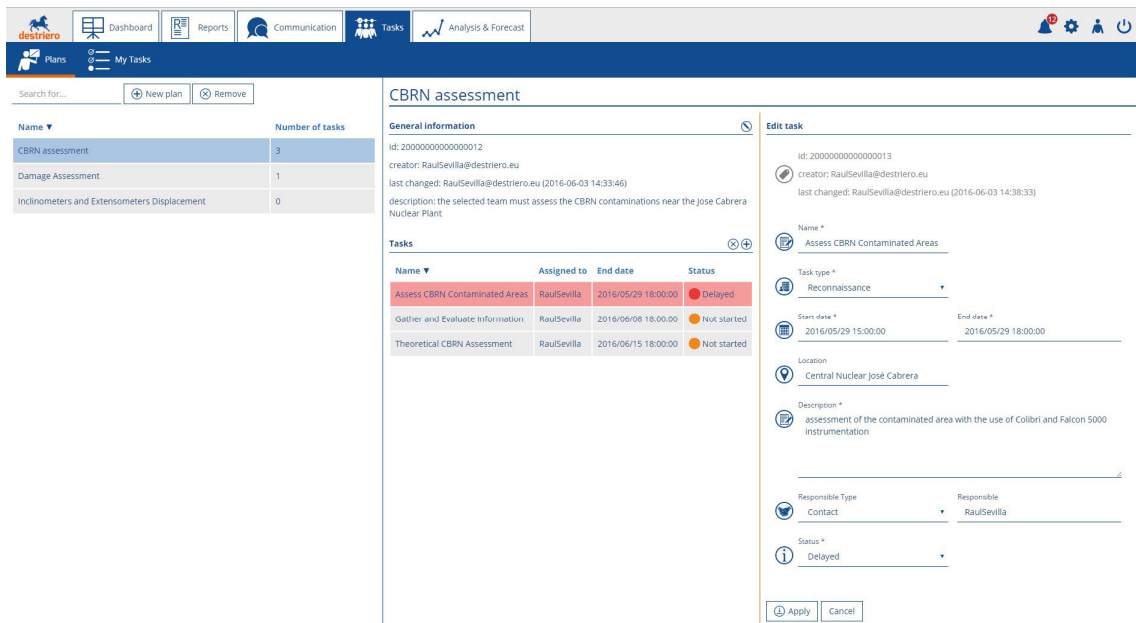 destriero
Dashboard
Reports
Communication
Tasks
Analysis & Forecast
12
Plans
My Tasks
Search for...
New plan
Remove
Name ▼ Number of tasks
CBRN assessment 3
Damage Assessment 1
Inclinometers and Extensometers Displacement 0
CBRN assessment
General information
id: 20000000000000012
creator: RaulSevilla@destriero.eu
last changed: RaulSevilla@destriero.eu (2016-06-03 14:33:46)
description: the selected team must assess the CBRN contaminations near the Jose Cabrera
Nuclear Plant
Tasks
Name ▼ Assigned to End date Status
Assess CBRN Contaminated Areas RaulSevilla 2016/05/29 18:00:00 Delayed
Gather and Evaluate Information RaulSevilla 2016/06/08 18:00:00 Not started
Theoretical CBRN Assessment RaulSevilla 2016/06/15 18:00:00 Not started
Edit task
id: 20000000000000013
creator: RaulSevilla@destriero.eu
last changed: RaulSevilla@destriero.eu (2016-06-03 14:38:33)
Name *
Assess CBRN Contaminated Areas
Task type *
Reconnaissance
Start date * End date *
2016/05/29 15:00:00 2016/05/29 18:00:00
Location
Central Nuclear José Cabrera
Description *
assessment of the contaminated area with the use of Colibri and Falcon 5000
instrumentation
Responsible Type Responsible
Contact RaulSevilla
Status *
Delayed
Apply Cancel